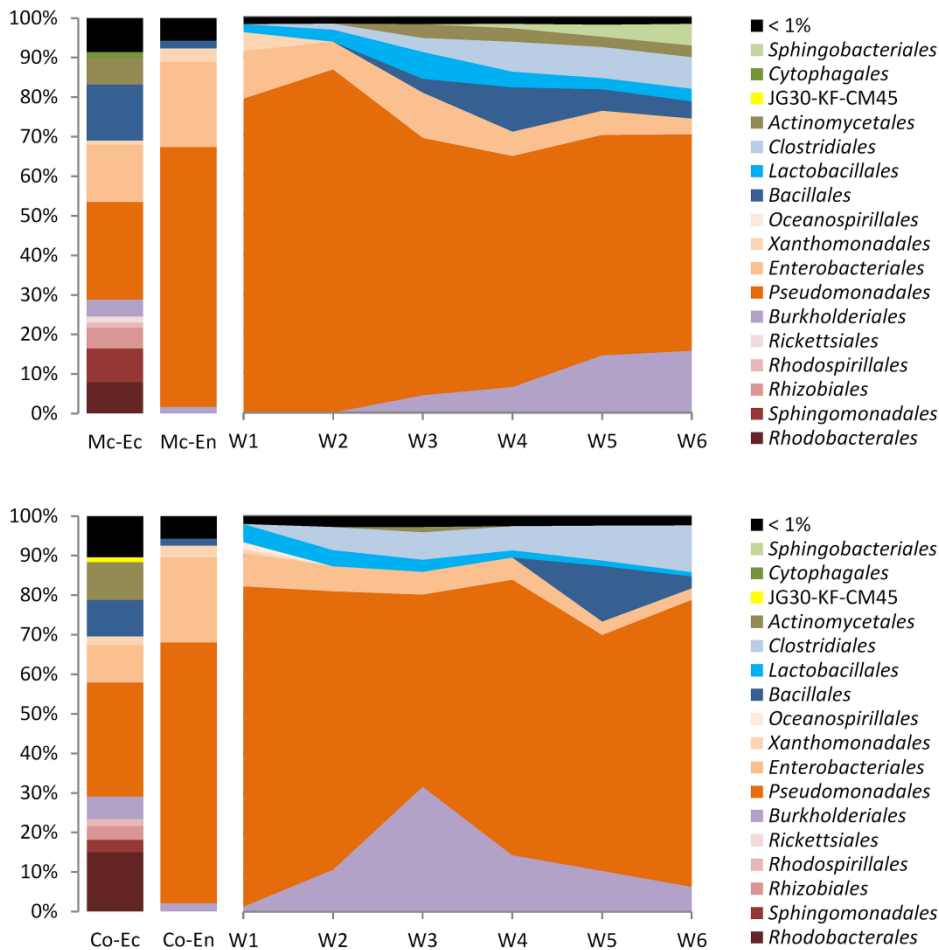 100%
90%
80%
70%
60%
50%
40%
30%
20%
10%
0%
Mc-Ec Mc-En W1 W2 W3 W4 W5 W6
< 1%
Sphingobacteriales
Cytophagales
JG30-KF-CM45
Actinomycetales
Clostridiales
Lactobacillales
Bacillales
Oceanospirillales
Xanthomonadales
Enterobacteriales
Pseudomonadales
Burkholderiales
Rickettsiales
Rhodospirillales
Rhizobiales
Sphingomonadales
Rhodobacterales
100%
90%
80%
70%
60%
50%
40%
30%
20%
10%
0%
Co-Ec Co-En W1 W2 W3 W4 W5 W6
< 1%
Sphingobacteriales
Cytophagales
JG30-KF-CM45
Actinomycetales
Clostridiales
Lactobacillales
Bacillales
Oceanospirillales
Xanthomonadales
Enterobacteriales
Pseudomonadales
Burkholderiales
Rickettsiales
Rhodospirillales
Rhizobiales
Sphingomonadales
Rhodobacterales